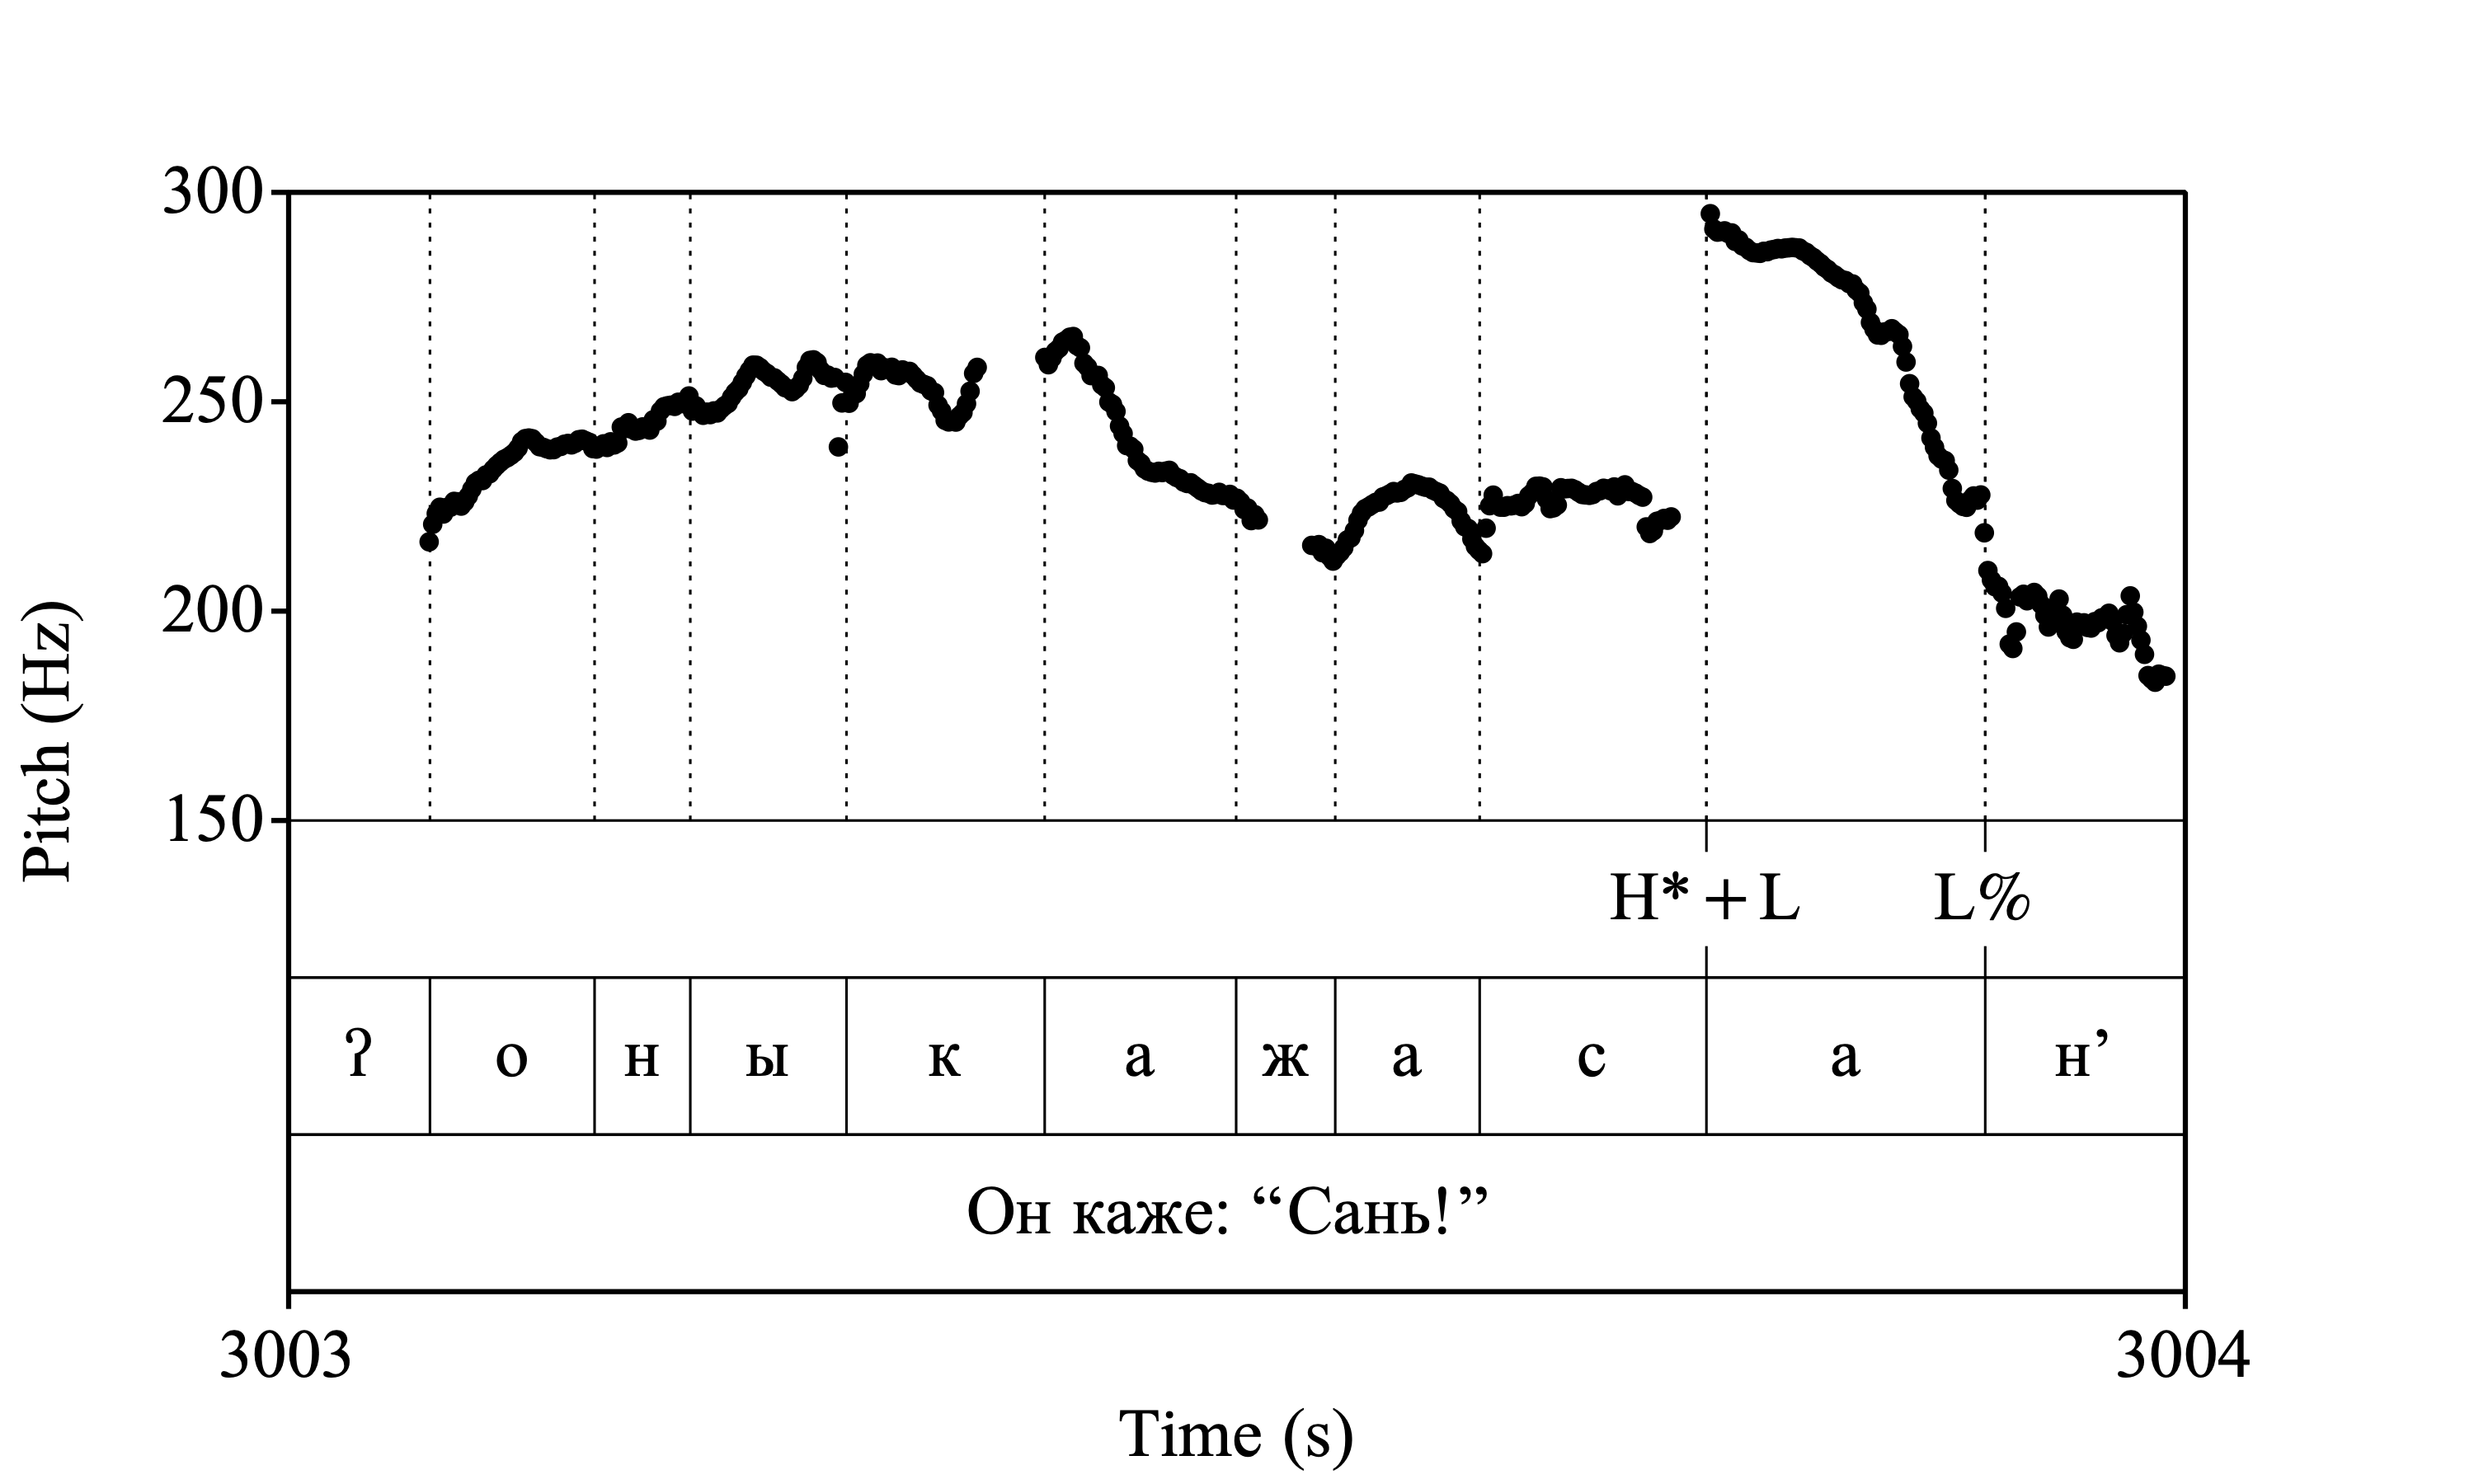 300
250
200
150
Pitch (Hz)
H*+L L%
ʔ о н ы к а ж а с а н’
Он каже: “Сань!”
3003 3004
Time (s)